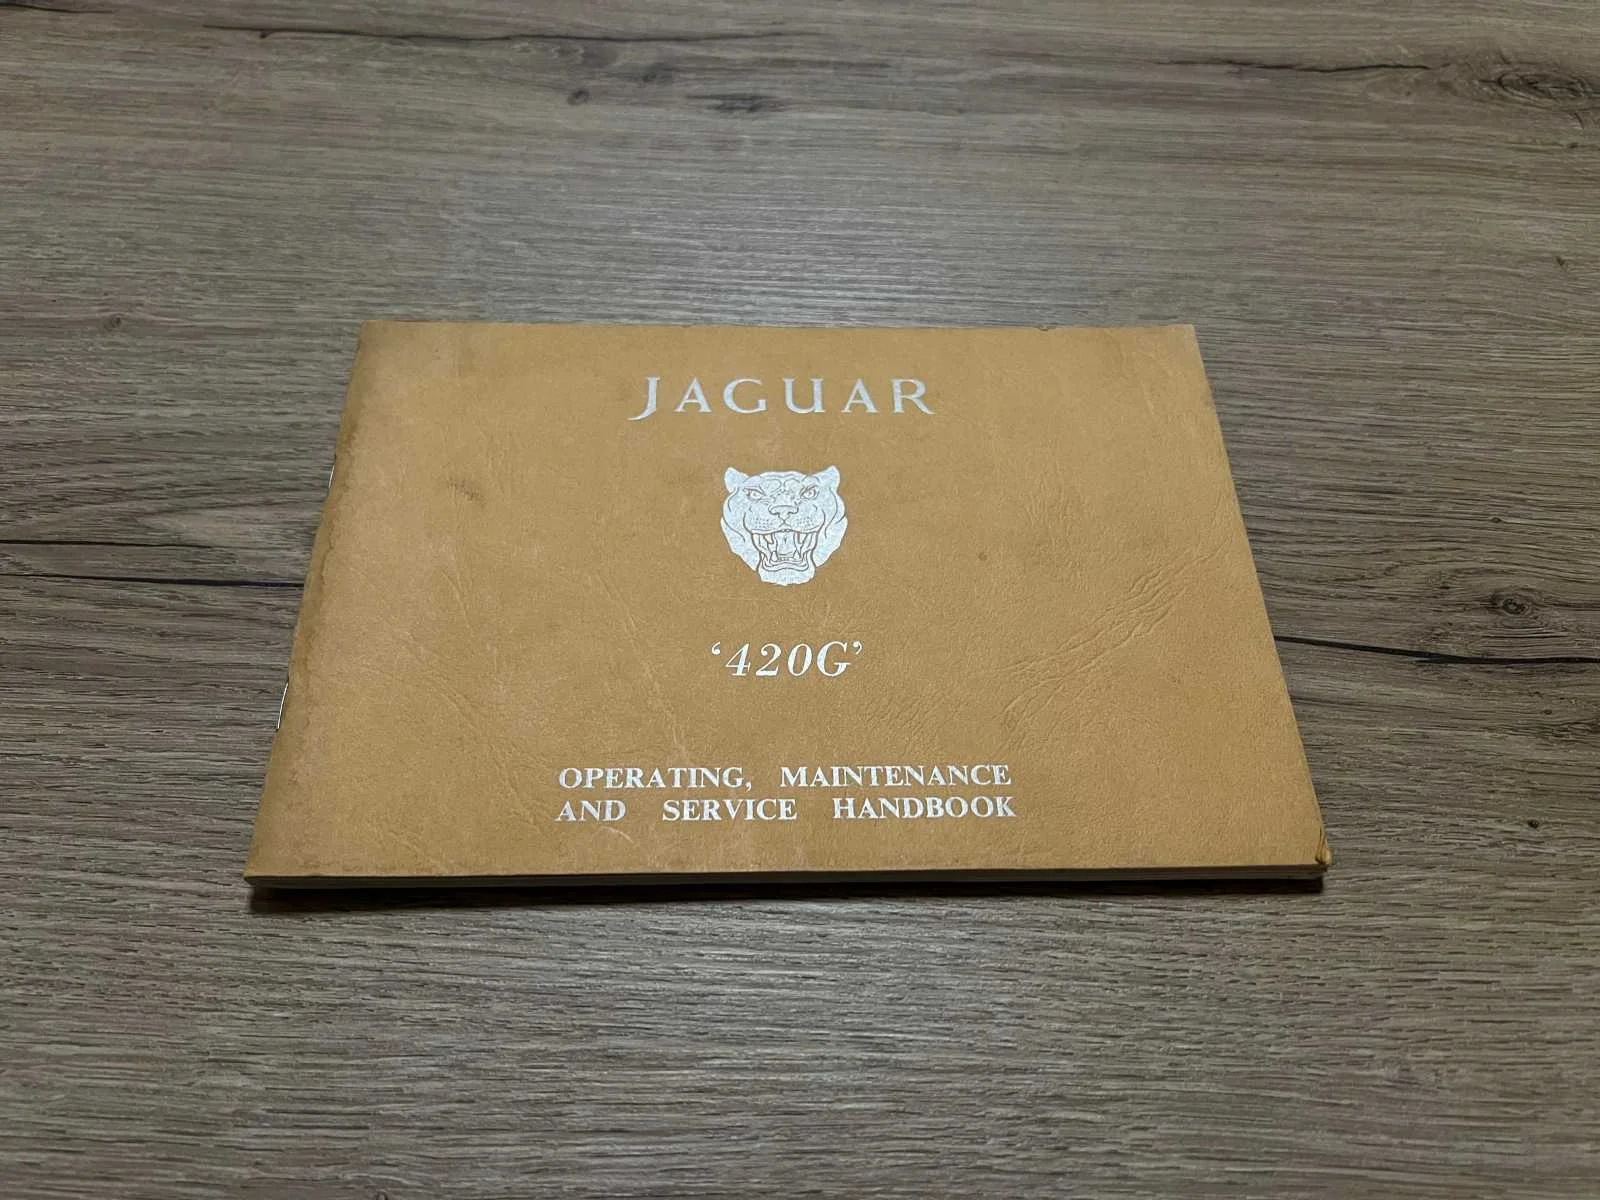 JAGUAR
‘420G’
OPERATING, MAINTENANCE
AND SERVICE HANDBOOK